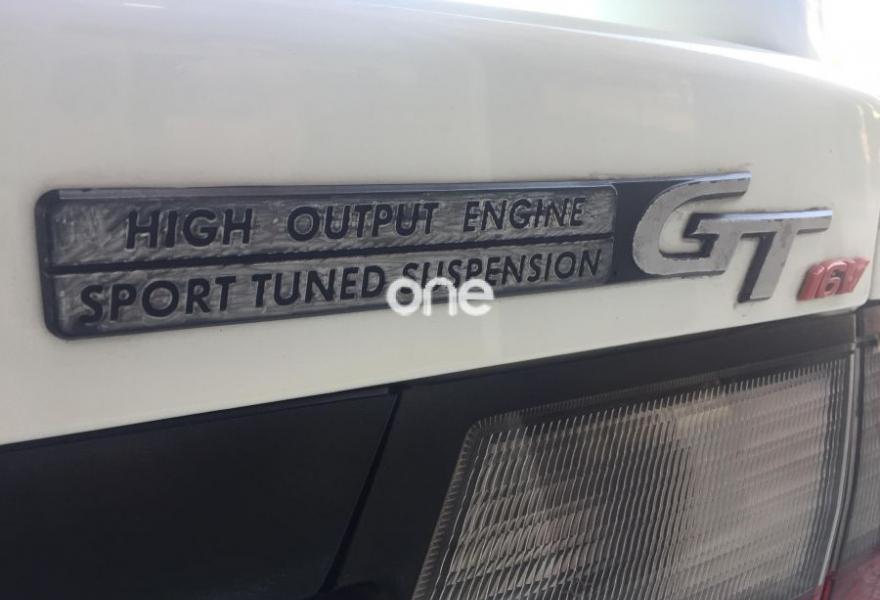 HIGH OUTPUT ENGINE
SPORT TUNED SUSPENSION
GT 16V
one